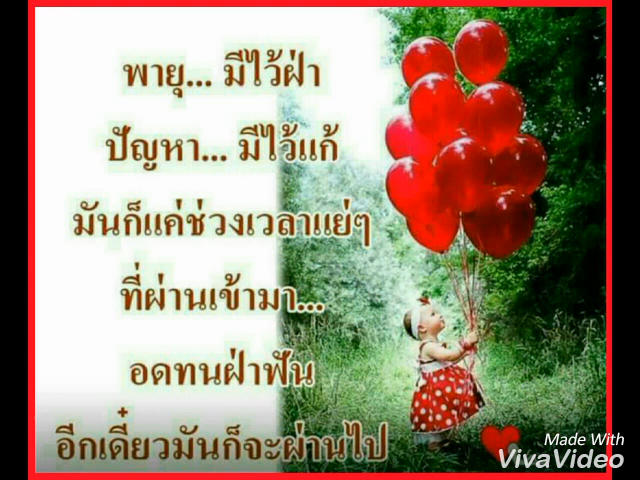 พายุ... มีไว้ฝ่า
ปัญหา... มีไว้แก้
มันก็แค่ช่วงเวลาแย่ๆ
ที่ผ่านเข้ามา...
อดทนฝ่าฟัน
อีกเดี๋ยวมันก็จะผ่านไป
Made With
VivaVideo